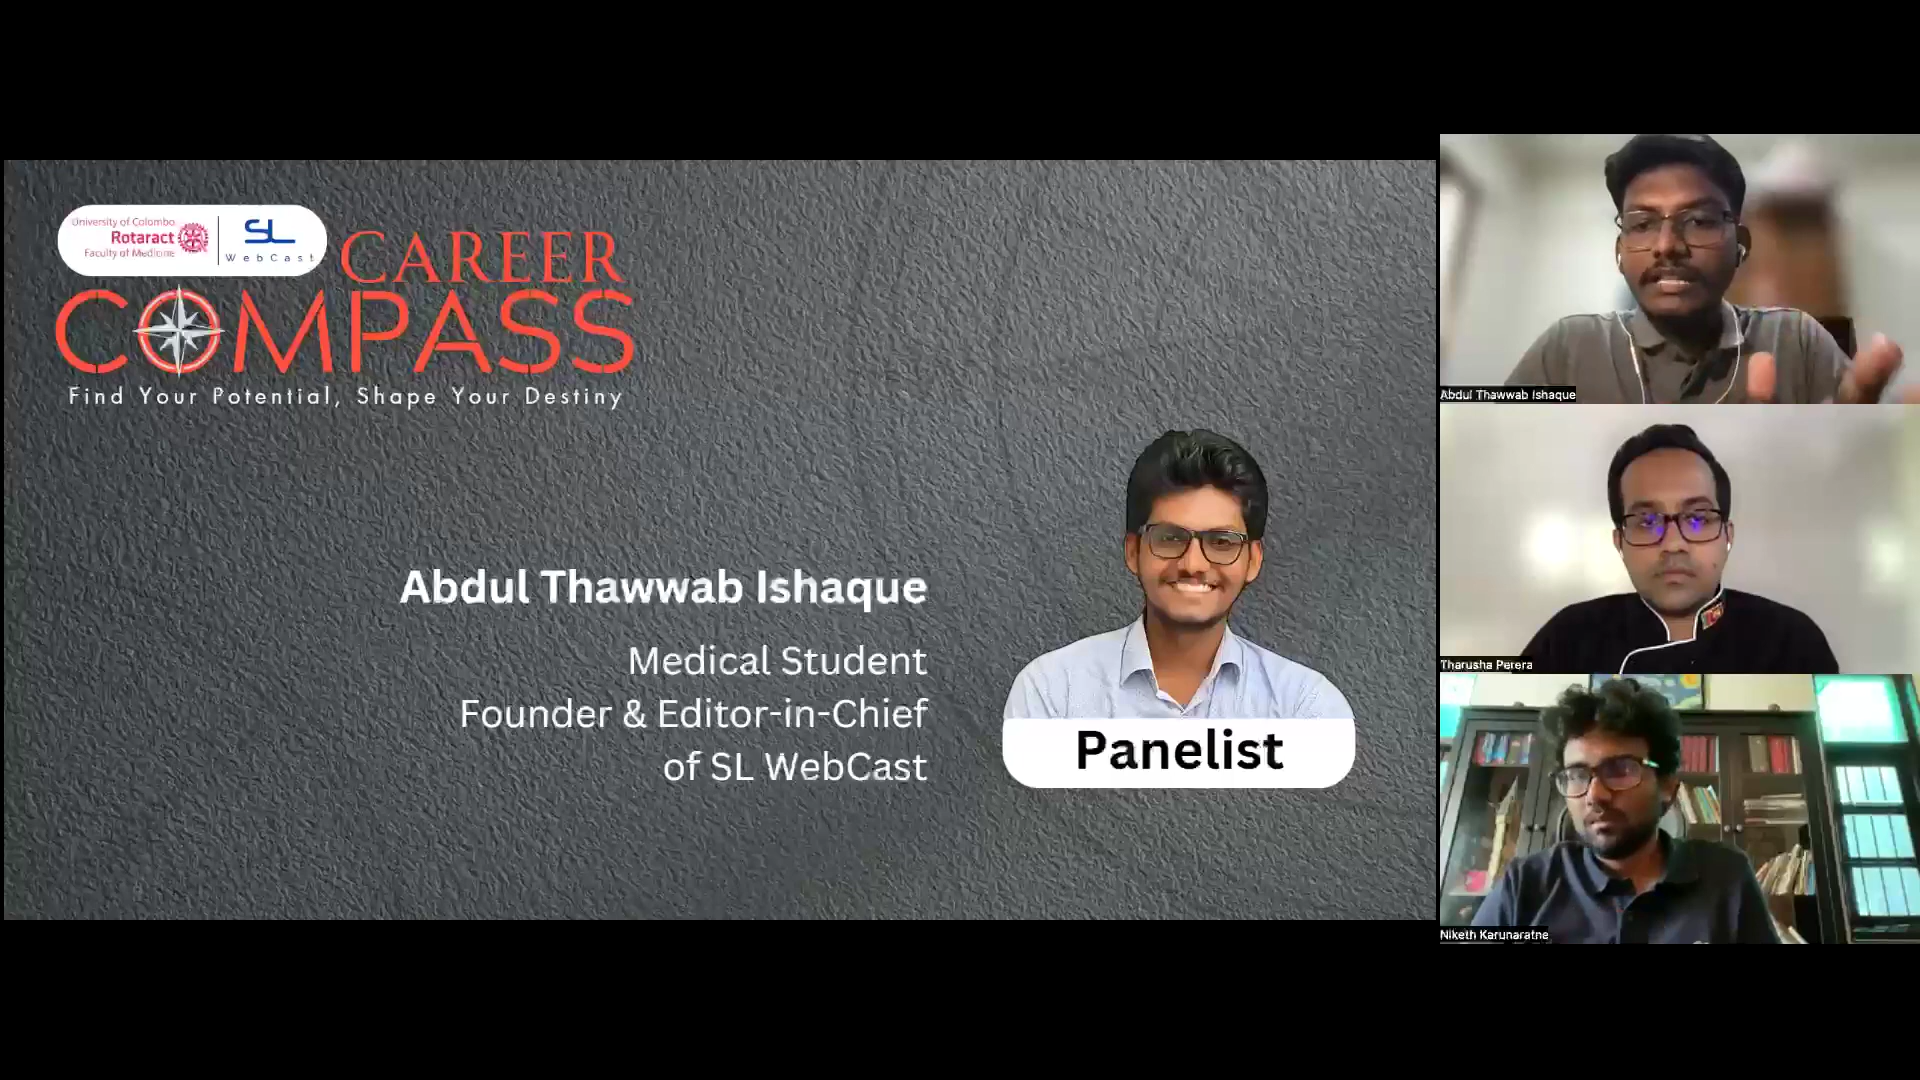 University of Colombo
Rotaract
Faculty of Medicine
SL
WebCast
CAREER
COMPASS
Find Your Potential, Shape Your Destiny
Abdul Thawwab Ishaque
Medical Student
Founder & Editor-in-Chief
of SL WebCast
Panelist
Abdul Thawwab Ishaque
Tharusha Perera
Niketh Karunaratne